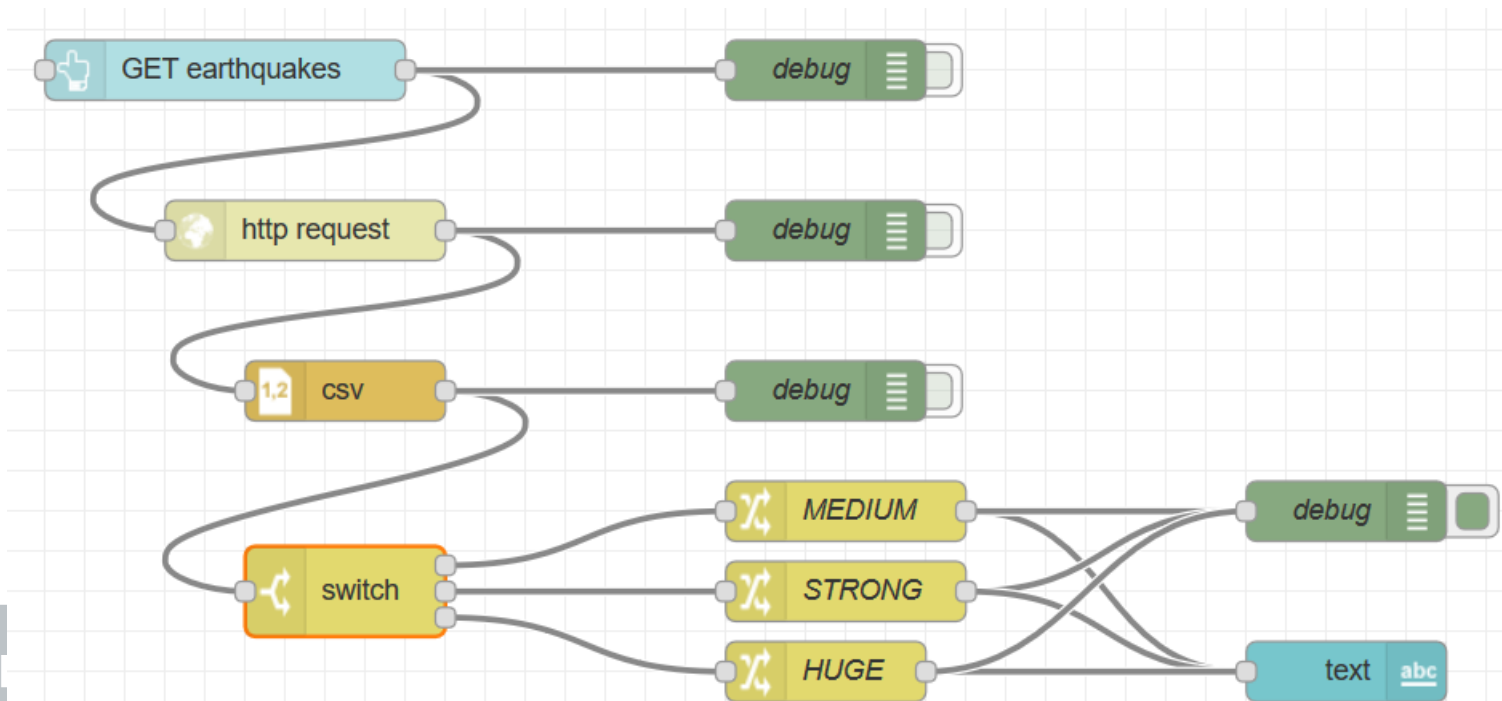 GET earthquakes
debug
http request
debug
1,2
csv
debug
MEDIUM
debug
switch
STRONG
HUGE
text
abc